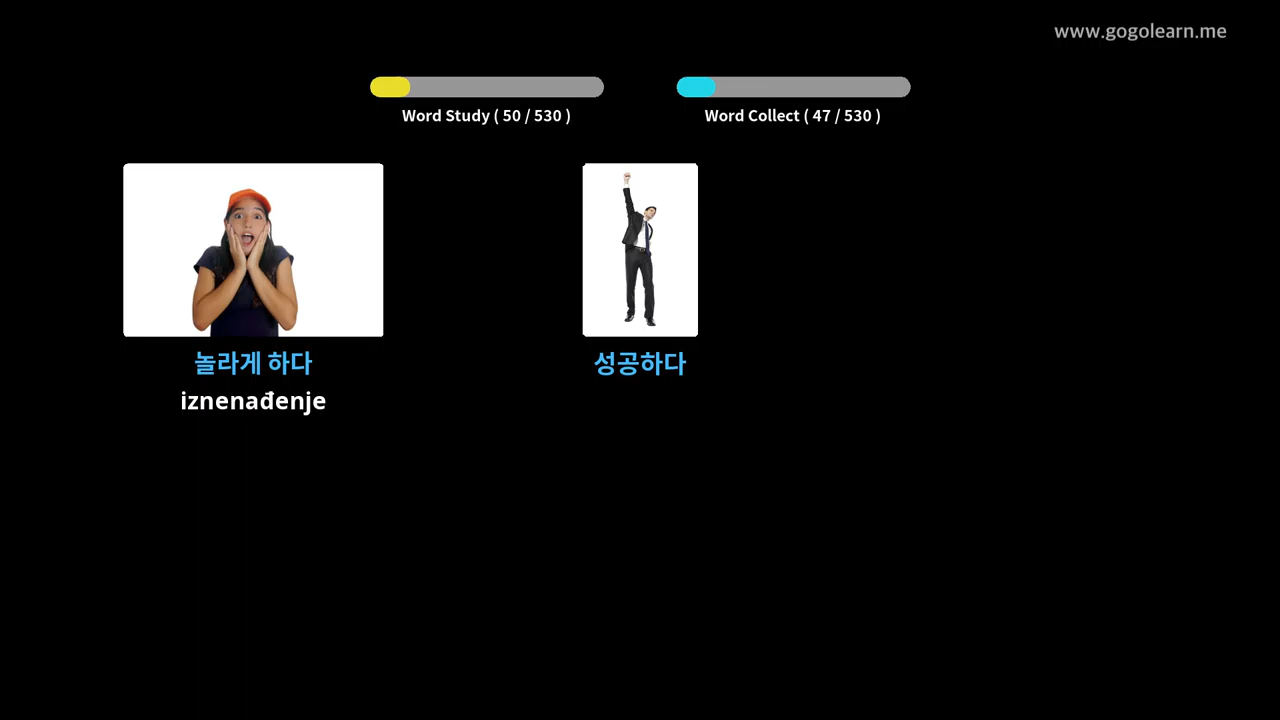 www.gogolearn.me
Word Study ( 50 / 530 )
Word Collect ( 47 / 530 )
놀라게 하다
iznenađenje
성공하다